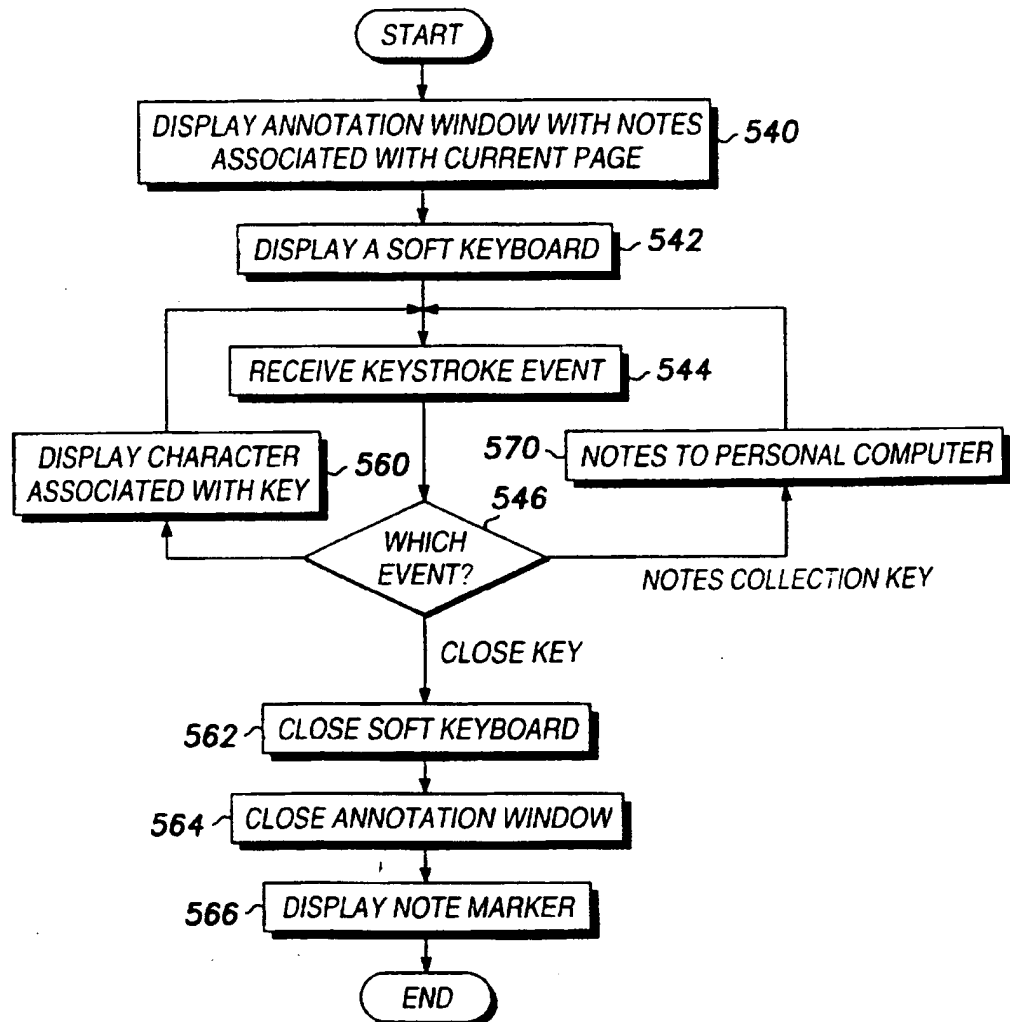 START
DISPLAY ANNOTATION WINDOW WITH NOTES
ASSOCIATED WITH CURRENT PAGE
540
DISPLAY A SOFT KEYBOARD
542
RECEIVE KEYSTROKE EVENT
544
DISPLAY CHARACTER
ASSOCIATED WITH KEY
560
570
NOTES TO PERSONAL COMPUTER
546
WHICH
EVENT?
NOTES COLLECTION KEY
CLOSE KEY
562
CLOSE SOFT KEYBOARD
564
CLOSE ANNOTATION WINDOW
566
DISPLAY NOTE MARKER
END